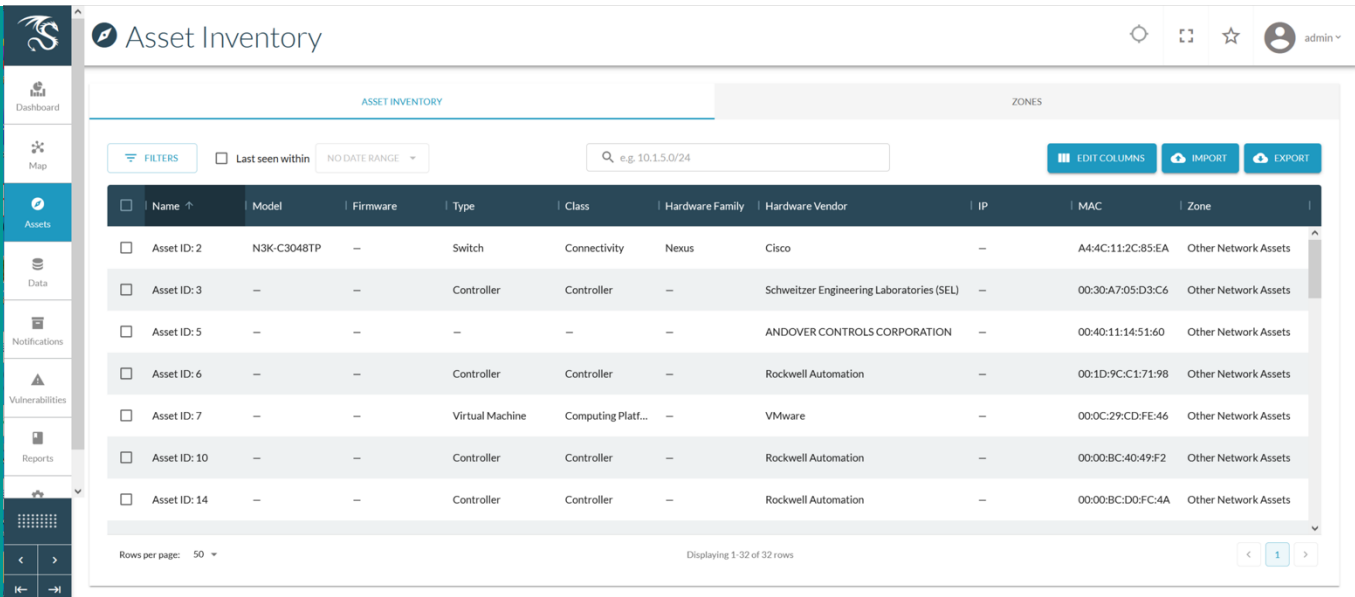 Asset Inventory
admin
Dashboard
Map
Assets
Data
Notifications
Vulnerabilities
Reports
ASSET INVENTORY ZONES
FILTERS Last seen within NO DATE RANGE e.g. 10.1.5.0/24 EDIT COLUMNS IMPORT EXPORT
Name Model Firmware Type Class Hardware Family Hardware Vendor IP MAC Zone
Asset ID: 2 N3K-C3048TP — Switch Connectivity Nexus Cisco — A4:4C:11:2C:85:EA Other Network Assets
Asset ID: 3 — — Controller Controller — Schweitzer Engineering Laboratories (SEL) — 00:30:A7:05:D3:C6 Other Network Assets
Asset ID: 5 — — — — — ANDOVER CONTROLS CORPORATION — 00:40:11:14:51:60 Other Network Assets
Asset ID: 6 — — Controller Controller — Rockwell Automation — 00:1D:9C:C1:71:98 Other Network Assets
Asset ID: 7 — — Virtual Machine Computing Platf... — VMware — 00:0C:29:CD:FE:46 Other Network Assets
Asset ID: 10 — — Controller Controller — Rockwell Automation — 00:00:BC:40:49:F2 Other Network Assets
Asset ID: 14 — — Controller Controller — Rockwell Automation — 00:00:BC:D0:FC:4A Other Network Assets
Rows per page: 50 Displaying 1-32 of 32 rows 1